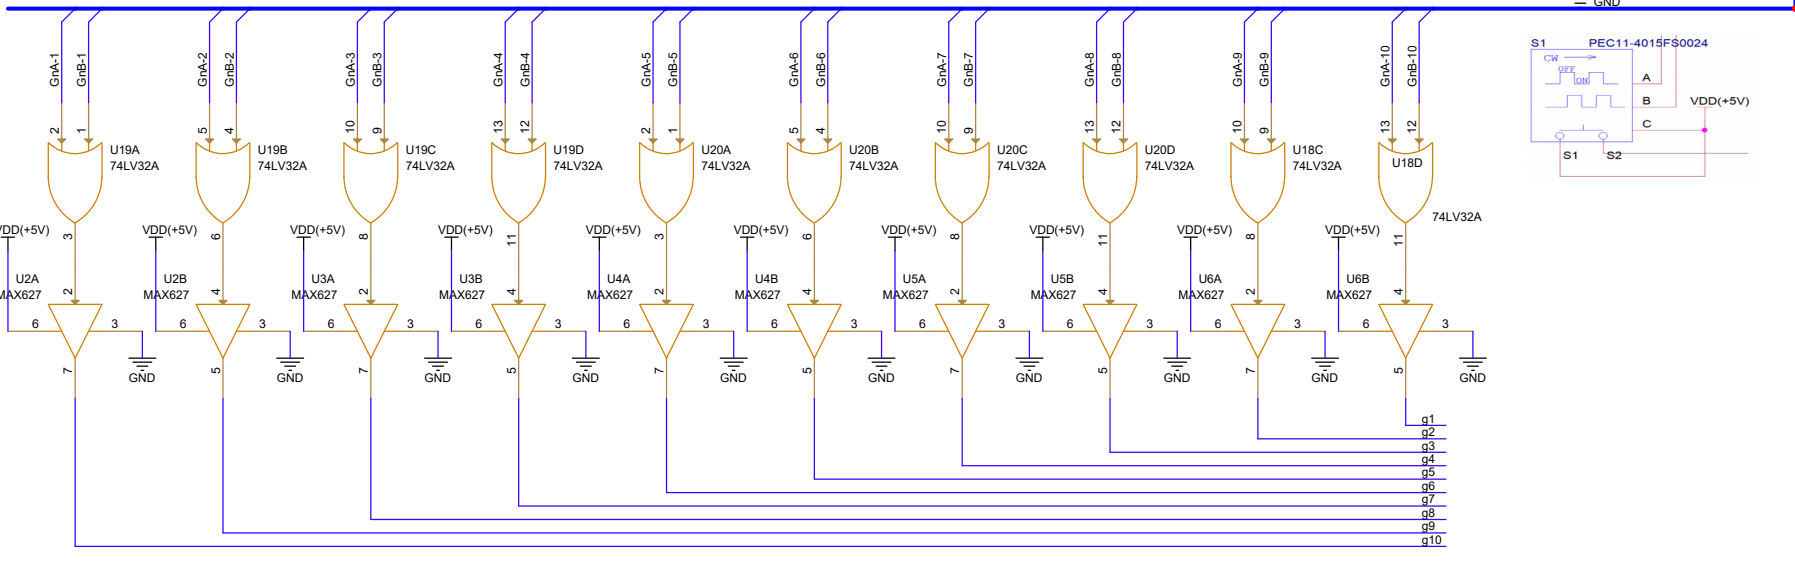 GND
GnA-1 GnB-1 GnA-2 GnB-2 GnA-3 GnB-3 GnA-4 GnB-4 GnA-5 GnB-5 GnA-6 GnB-6 GnA-7 GnB-7 GnA-8 GnB-8 GnA-9 GnB-9 GnA-10 GnB-10
2 1 5 4 10 9 13 12 2 1 5 4 10 9 13 12 10 9 13 12
U19A U19B U19C U19D U20A U20B U20C U20D U18C U18D
74LV32A 74LV32A 74LV32A 74LV32A 74LV32A 74LV32A 74LV32A 74LV32A 74LV32A
74LV32A
3 6 8 11 3 6 8 11 8 11
VDD(+5V) VDD(+5V) VDD(+5V) VDD(+5V) VDD(+5V) VDD(+5V) VDD(+5V) VDD(+5V) VDD(+5V) VDD(+5V)
U2A U2B U3A U3B U4A U4B U5A U5B U6A U6B
MAX627 MAX627 MAX627 MAX627 MAX627 MAX627 MAX627 MAX627 MAX627 MAX627
2 4 2 4 2 4 2 4 2 4
6 3 6 3 6 3 6 3 6 3 6 3 6 3 6 3 6 3 6 3
7 5 7 5 7 5 7 5 7 5
GND GND GND GND GND GND GND GND GND GND
g1
g2
g3
g4
g5
g6
g7
g8
g9
g10
S1 PEC11-4015FS0024
CW
OFF
ON
A
B
VDD(+5V)
C
S1 S2